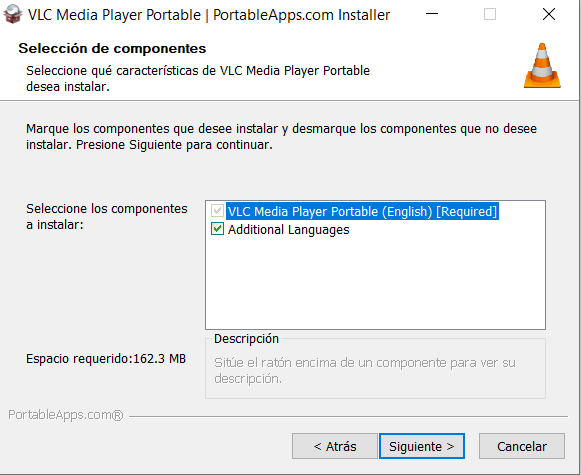 VLC Media Player Portable | PortableApps.com Installer
Selección de componentes
Seleccione qué características de VLC Media Player Portable
desea instalar.
Marque los componentes que desee instalar y desmarque los componentes que no desee
instalar. Presione Siguiente para continuar.
Seleccione los componentes
a instalar:
VLC Media Player Portable (English) [Required]
Additional Languages
Espacio requerido:162.3 MB
Descripción
Sitúe el ratón encima de un componente para ver su
descripción.
PortableApps.com®
< Atrás
Siguiente >
Cancelar